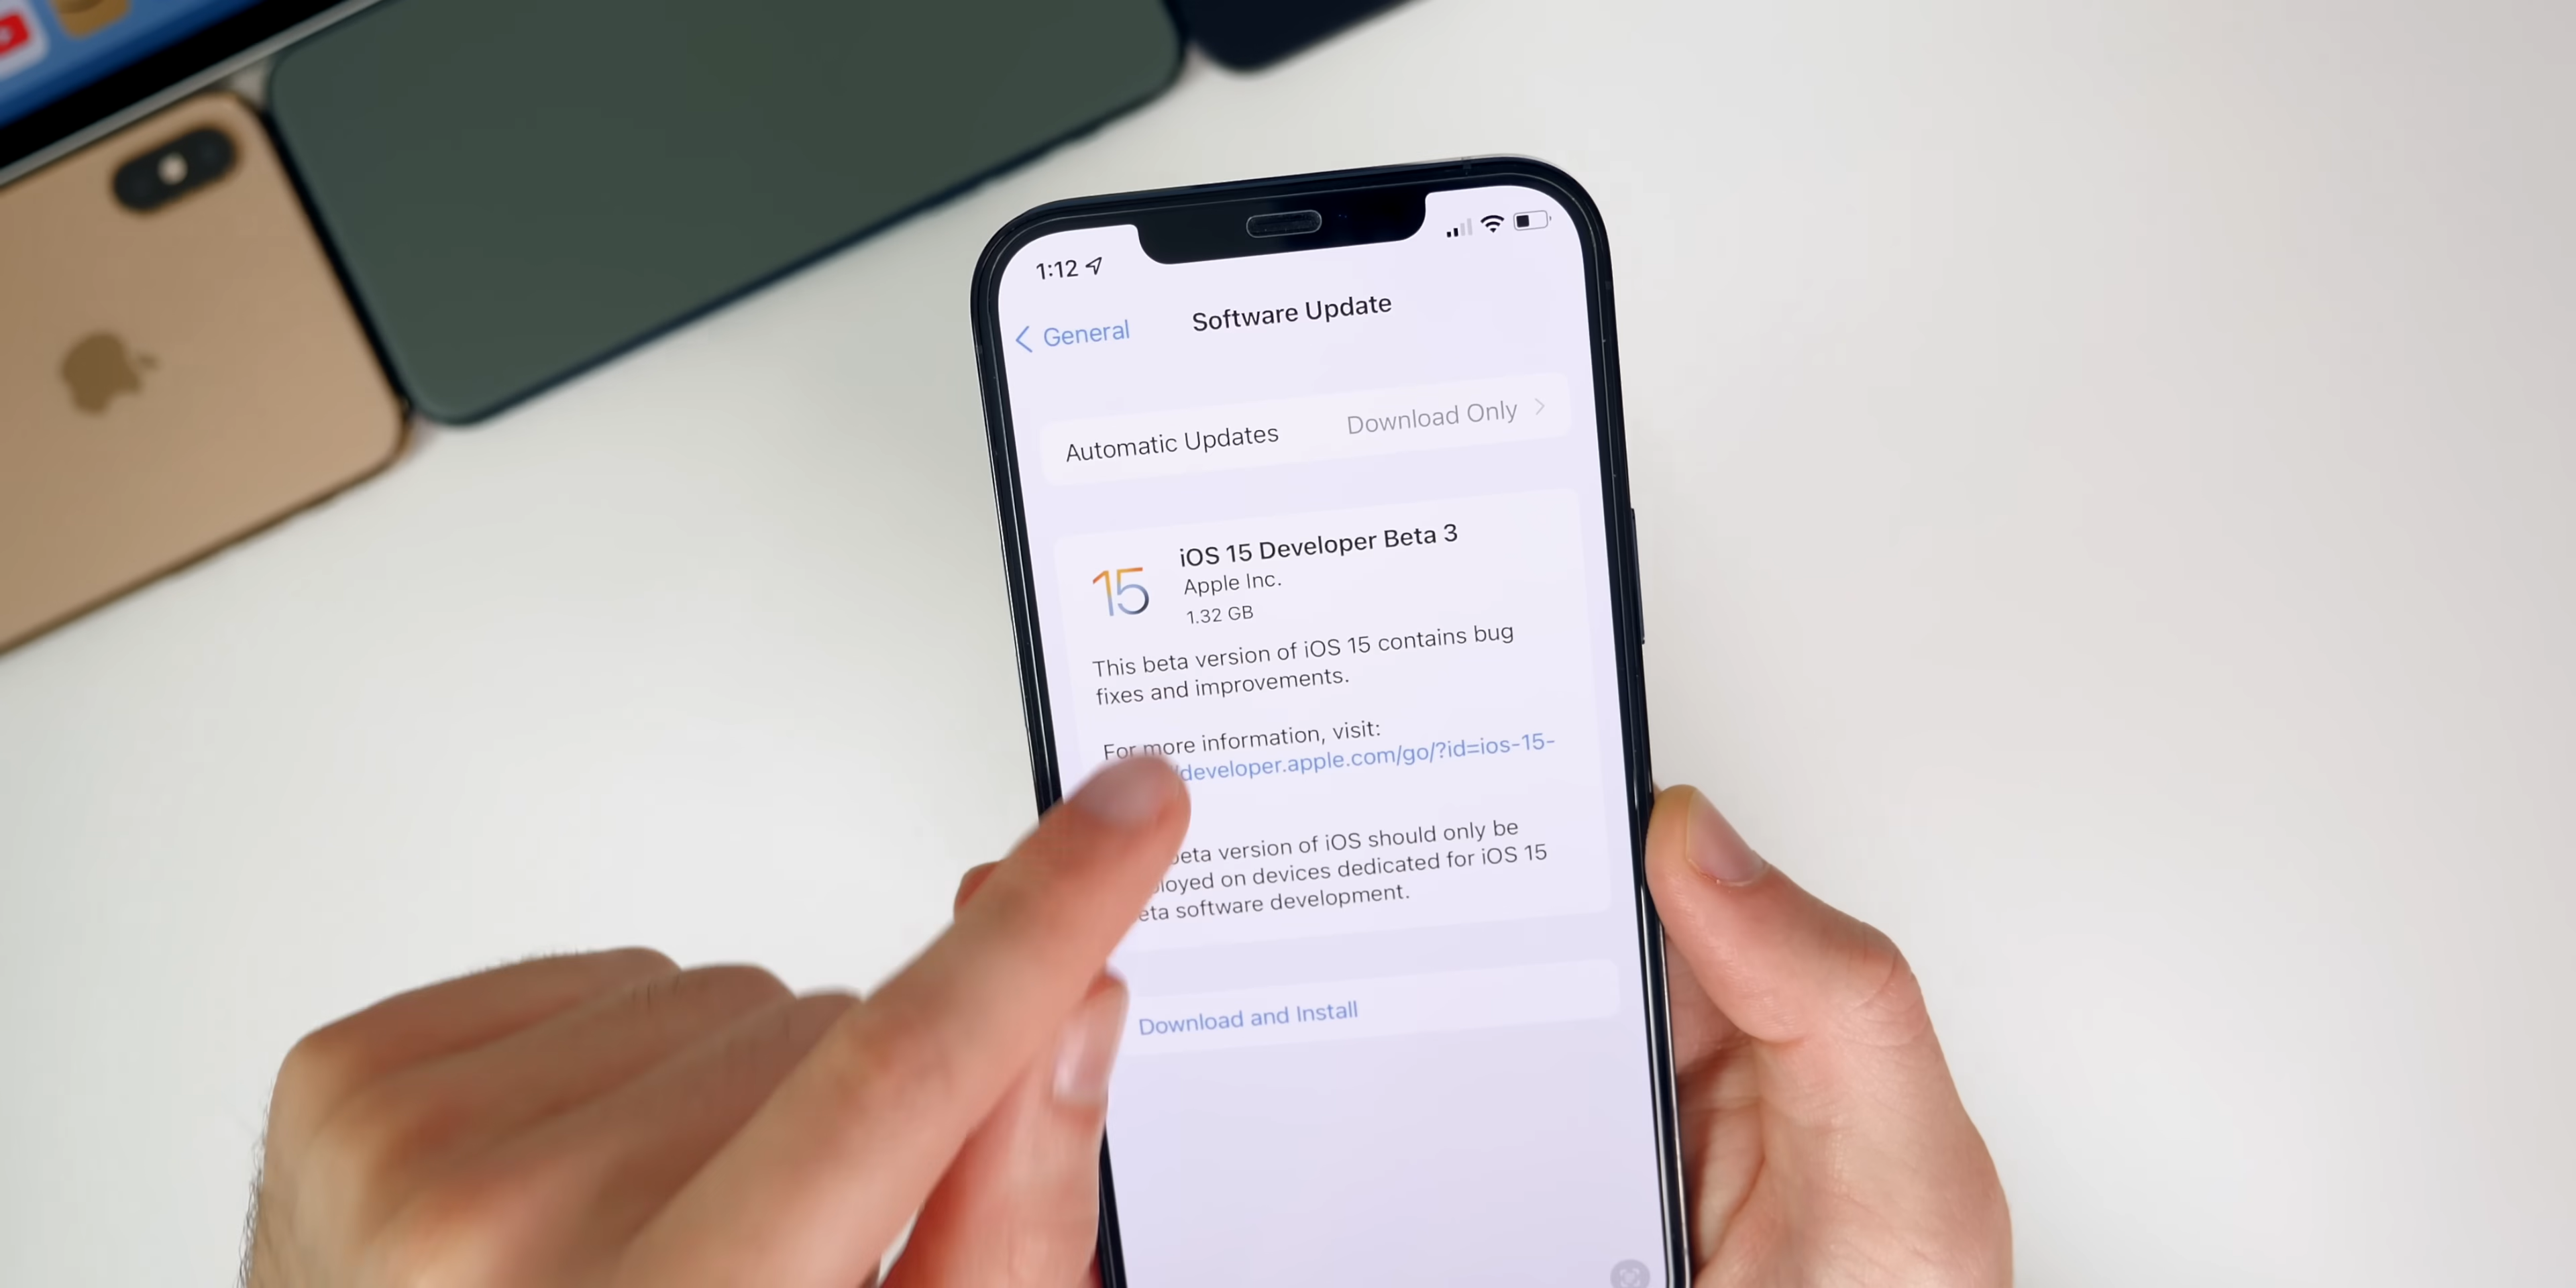 1:12
General
Software Update
Automatic Updates
Download Only
15
iOS 15 Developer Beta 3
Apple Inc.
1.32 GB
This beta version of iOS 15 contains bug
fixes and improvements.
For more information, visit:
/developer.apple.com/go/?id=ios-15-
beta version of iOS should only be
loyed on devices dedicated for iOS 15
eta software development.
Download and Install